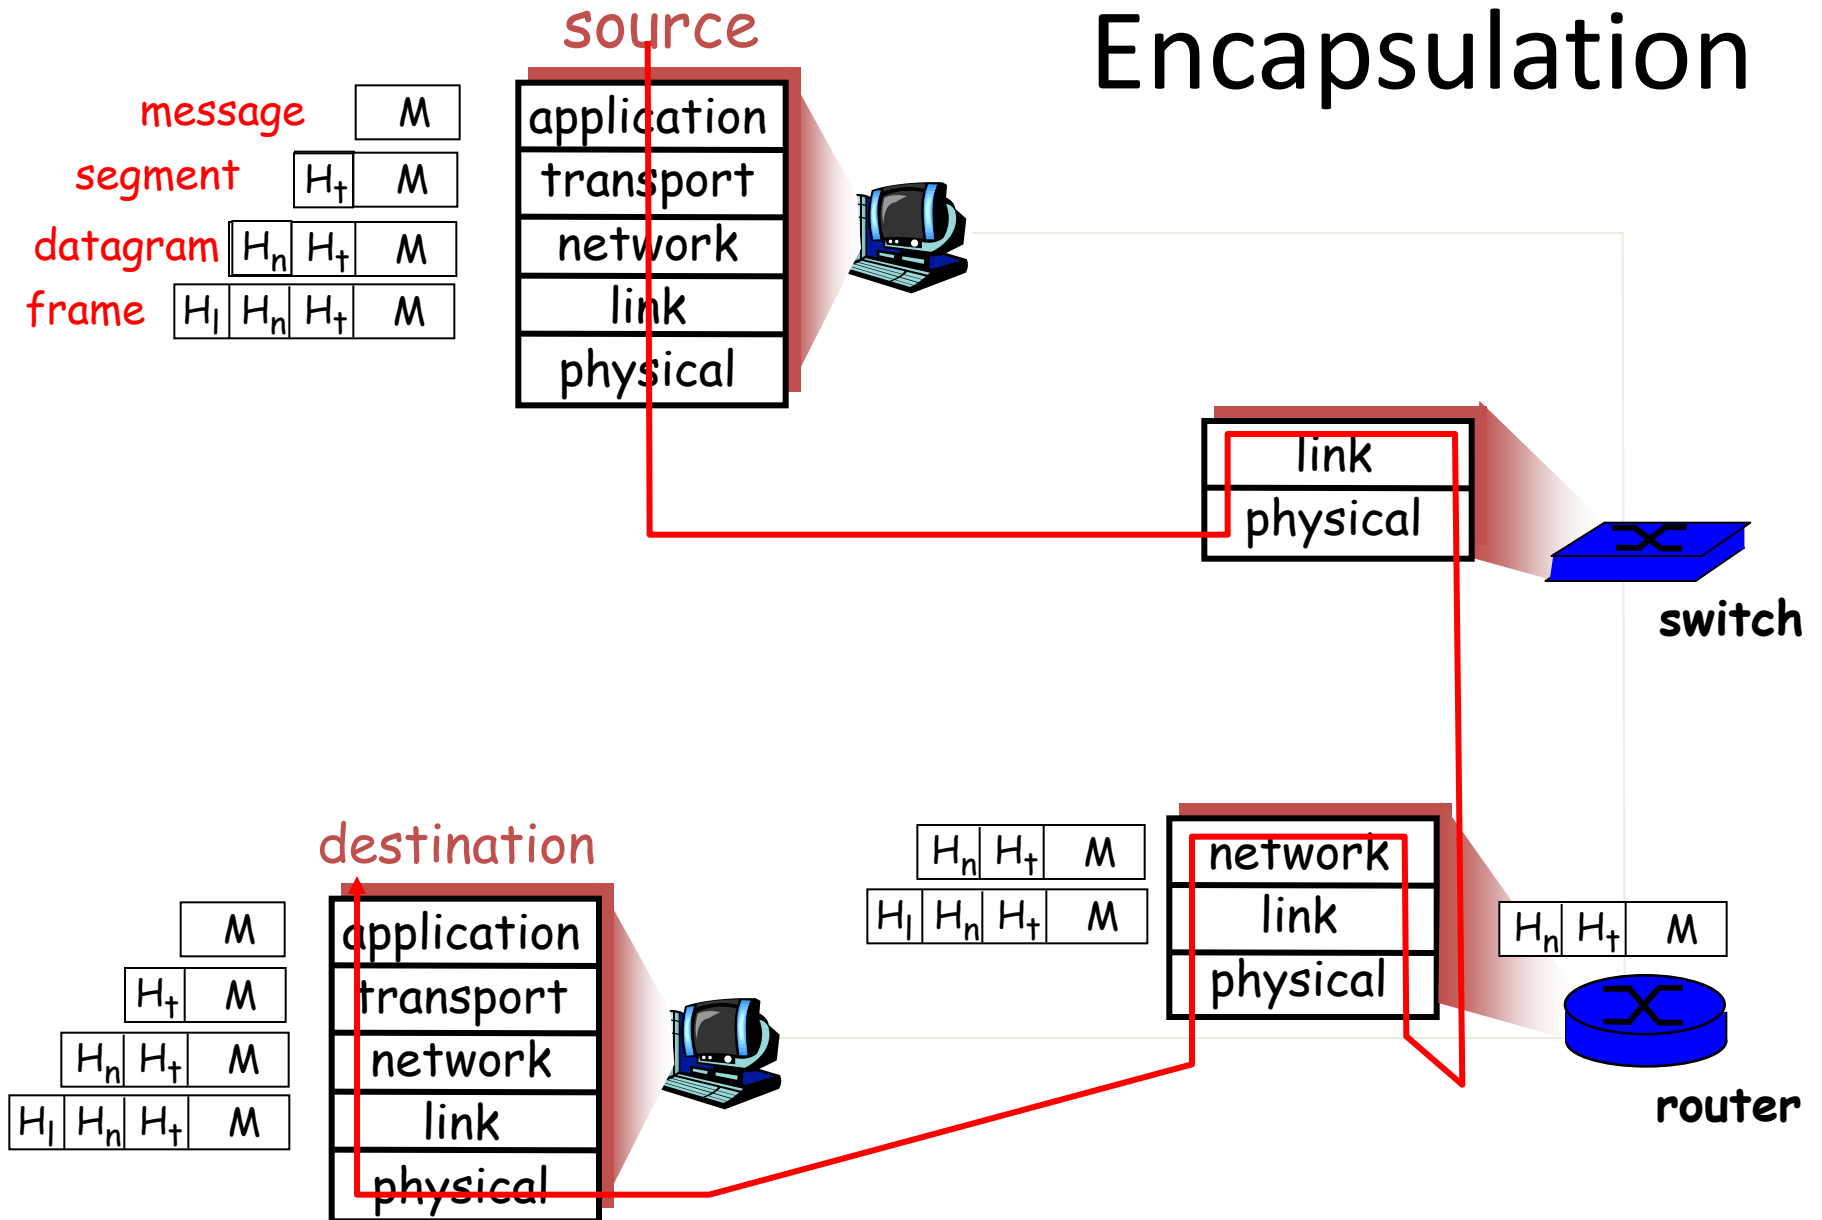 Encapsulation
source
message M
segment Ht M
datagram Hn Ht M
frame Hl Hn Ht M
application
transport
network
link
physical
link
physical
switch
destination
M
Ht M
Hn Ht M
Hl Hn Ht M
application
transport
network
link
physical
Hn Ht M
Hl Hn Ht M
network
link
physical
Hn Ht M
router